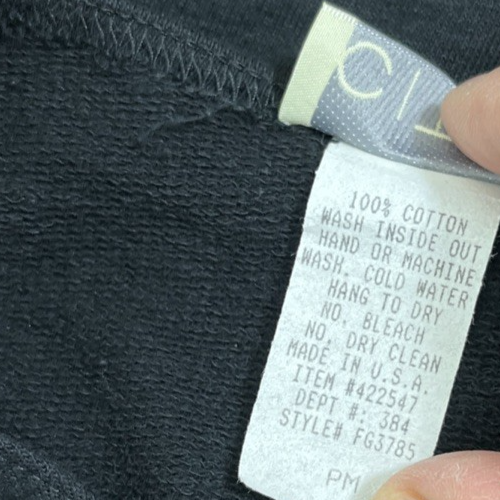 100% COTTON
WASH INSIDE OUT
HAND OR MACHINE
WASH. COLD WATER
HANG TO DRY
NO. BLEACH
NO. DRY CLEAN
MADE IN U.S.A.
ITEM #422547
DEPT #: 384
STYLE# FG3785
PM